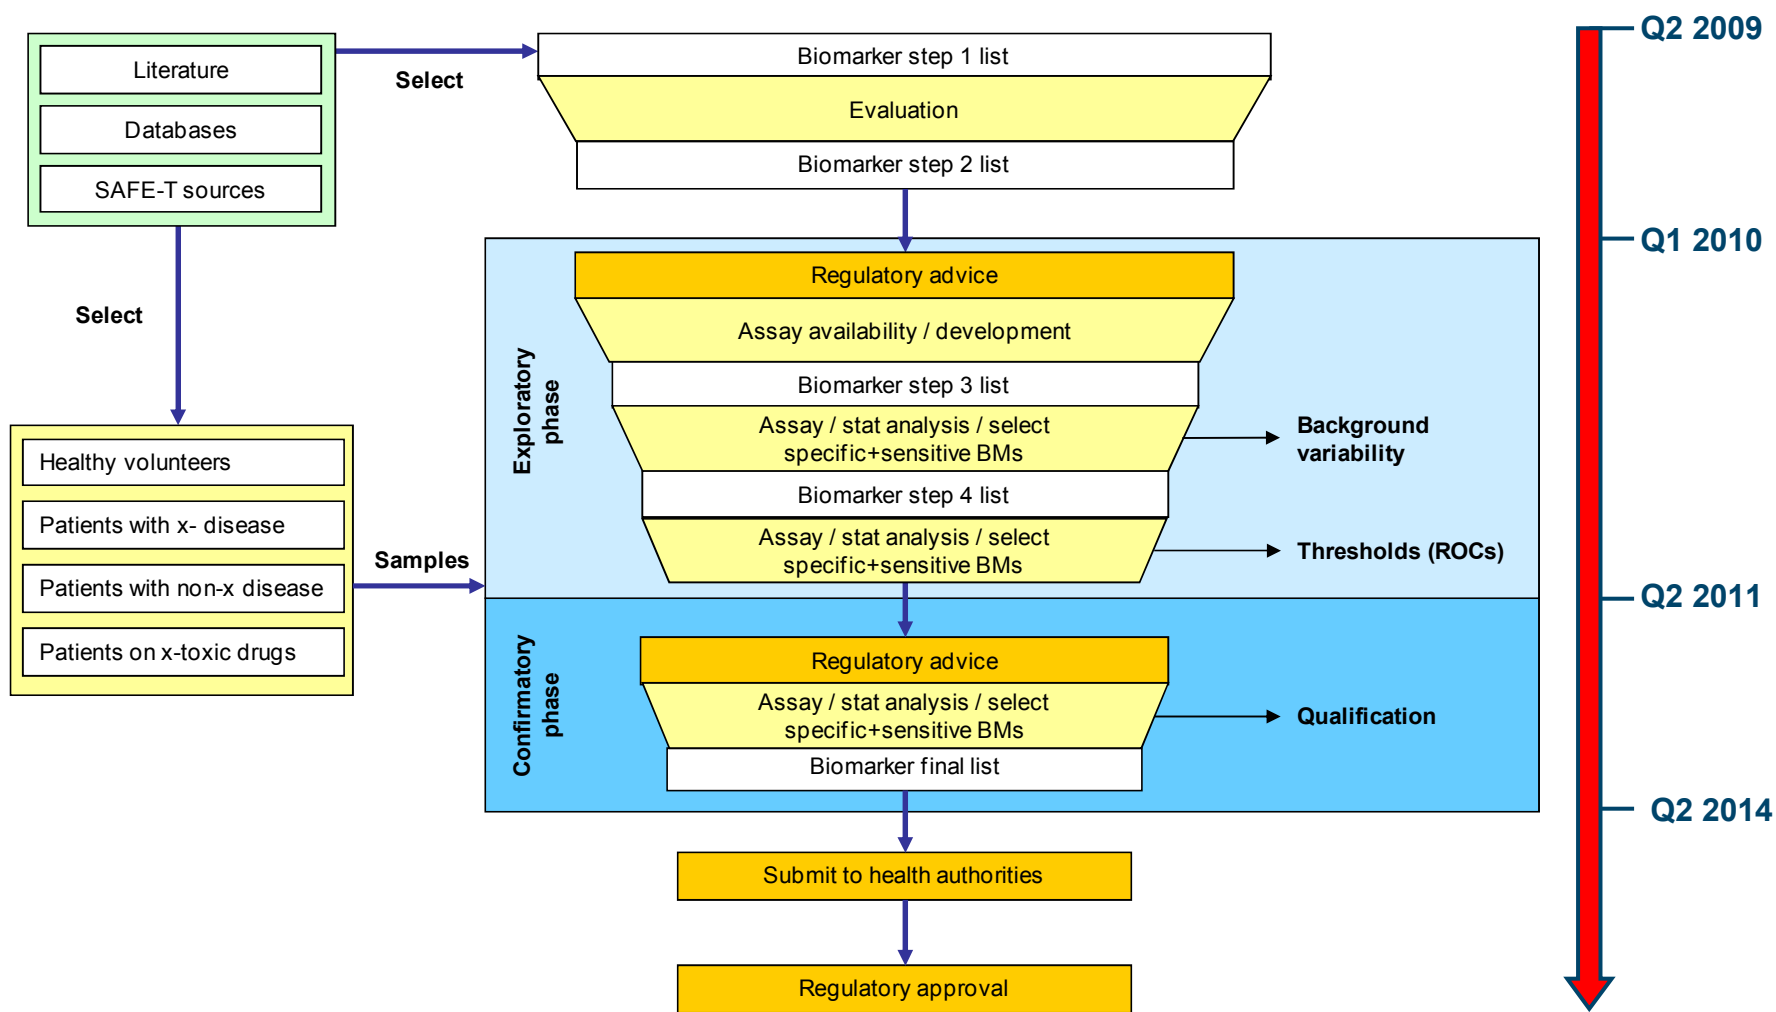 Literature
Databases
SAFE-T sources
Select
Biomarker step 1 list
Evaluation
Biomarker step 2 list
Select
Healthy volunteers
Patients with x- disease
Patients with non-x disease
Patients on x-toxic drugs
Samples
Exploratory
phase
Regulatory advice
Assay availability / development
Biomarker step 3 list
Assay / stat analysis / select
specific+sensitive BMs
Background
variability
Biomarker step 4 list
Assay / stat analysis / select
specific+sensitive BMs
Thresholds (ROCs)
Confirmatory
phase
Regulatory advice
Assay / stat analysis / select
specific+sensitive BMs
Qualification
Biomarker final list
Submit to health authorities
Regulatory approval
Q2 2009
Q1 2010
Q2 2011
Q2 2014